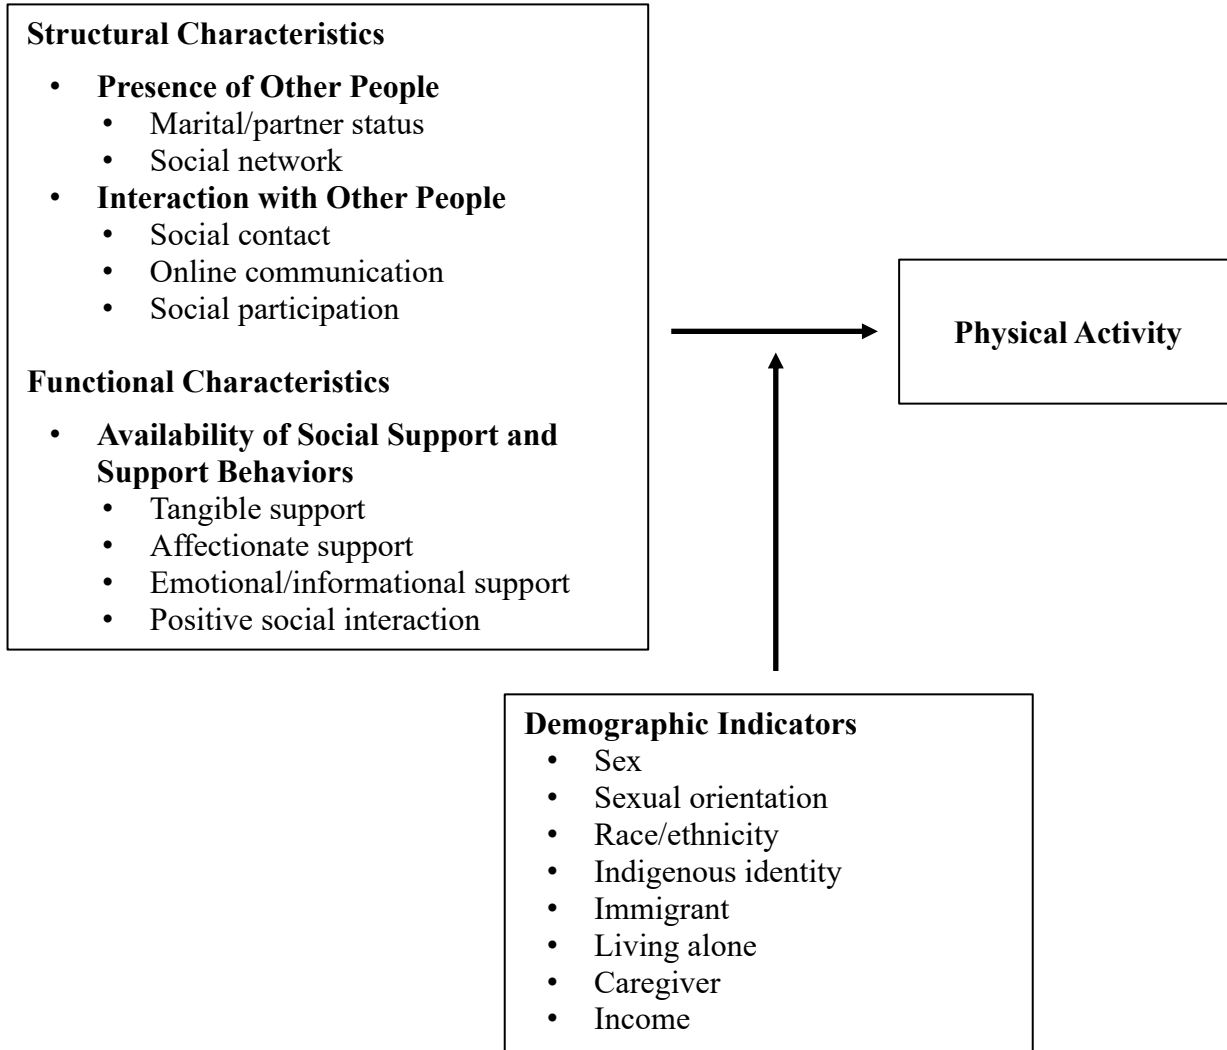 Structural Characteristics
• Presence of Other People
• Marital/partner status
• Social network
• Interaction with Other People
• Social contact
• Online communication
• Social participation
Functional Characteristics
• Availability of Social Support and
Support Behaviors
• Tangible support
• Affectionate support
• Emotional/informational support
• Positive social interaction
Physical Activity
Demographic Indicators
• Sex
• Sexual orientation
• Race/ethnicity
• Indigenous identity
• Immigrant
• Living alone
• Caregiver
• Income